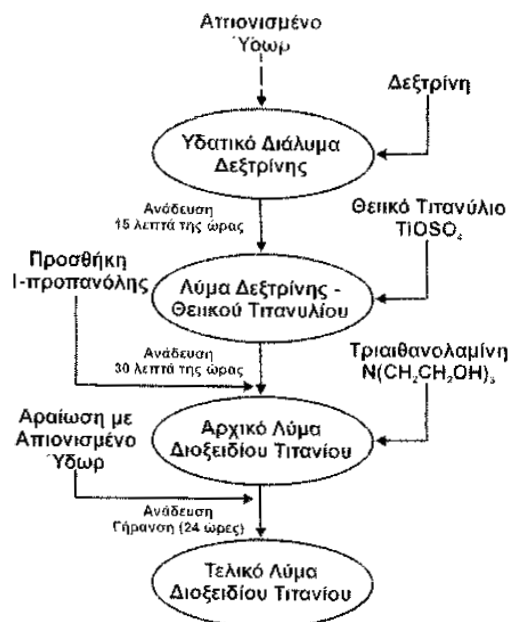 Απιονισμένο
Ύδωρ
Δεξτρίνη
Υδατικό Διάλυμα
Δεξτρίνης
Ανάδευση
15 λεπτά της ώρας
Θειικό Τιτανύλιο
TiOSO₄
Προσθήκη
Ι-προπανόλης
Λύμα Δεξτρίνης -
Θειικού Τιτανυλίου
Ανάδευση
30 λεπτά της ώρας
Τριαιθανολαμίνη
N(CH₂CH₂OH)₃
Αραίωση με
Απιονισμένο
Ύδωρ
Αρχικό Λύμα
Διοξειδίου Τιτανίου
Ανάδευση
Γήρανση (24 ώρες)
Τελικό Λύμα
Διοξειδίου Τιτανίου